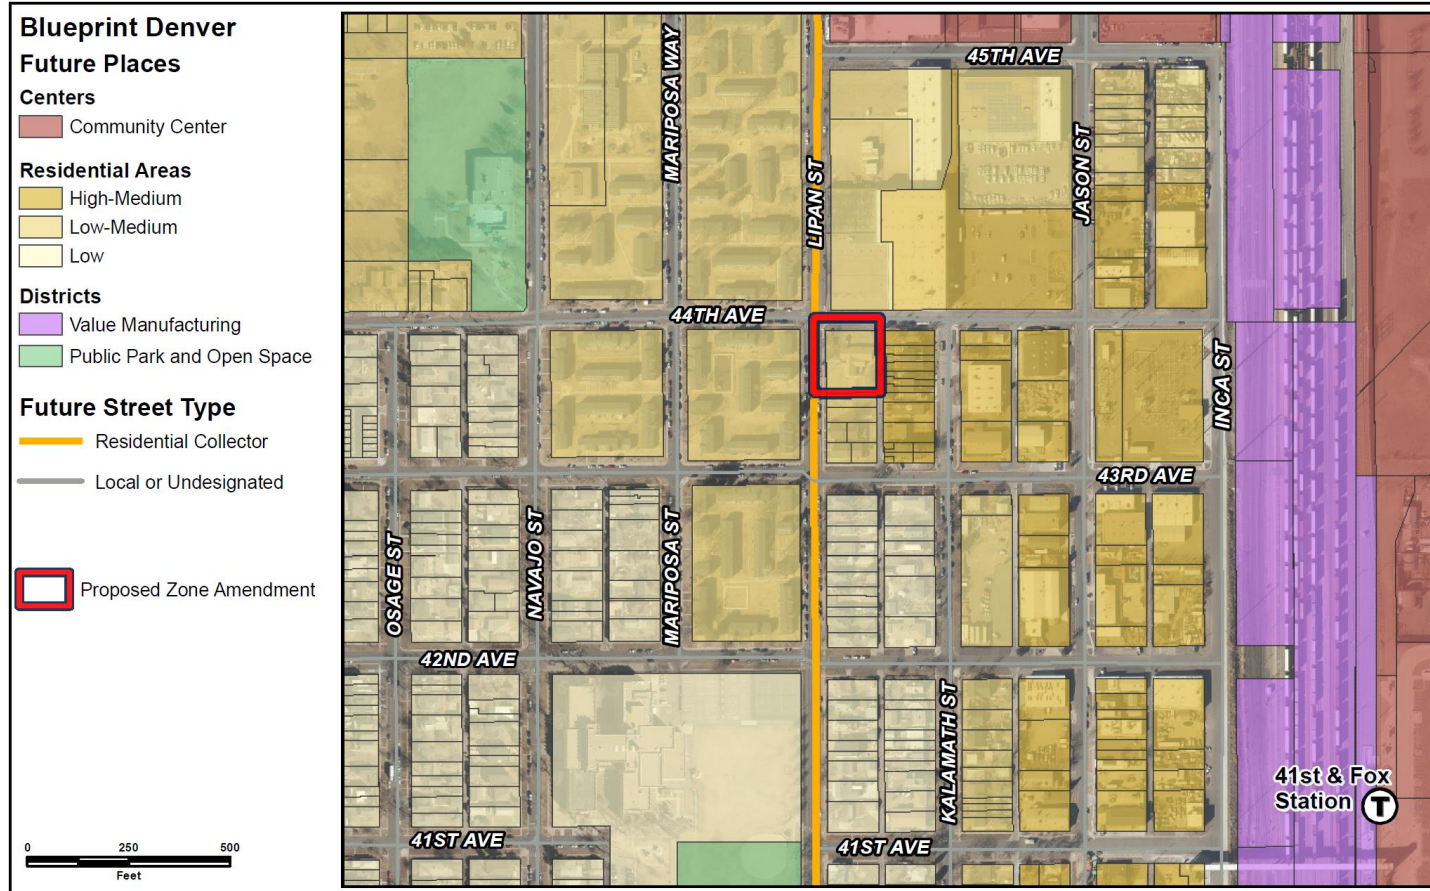 Blueprint Denver
Future Places
Centers
Community Center
Residential Areas
High-Medium
Low-Medium
Low
Districts
Value Manufacturing
Public Park and Open Space
Future Street Type
Residential Collector
Local or Undesignated
Proposed Zone Amendment
0 250 500
Feet
45TH AVE
MARIPOSA WAY
LIPAN ST
JASON ST
44TH AVE
INCA ST
43RD AVE
OSAGE ST
NAVAJO ST
MARIPOSA ST
42ND AVE
KALAMATH ST
41st & Fox
Station T
41ST AVE
41ST AVE